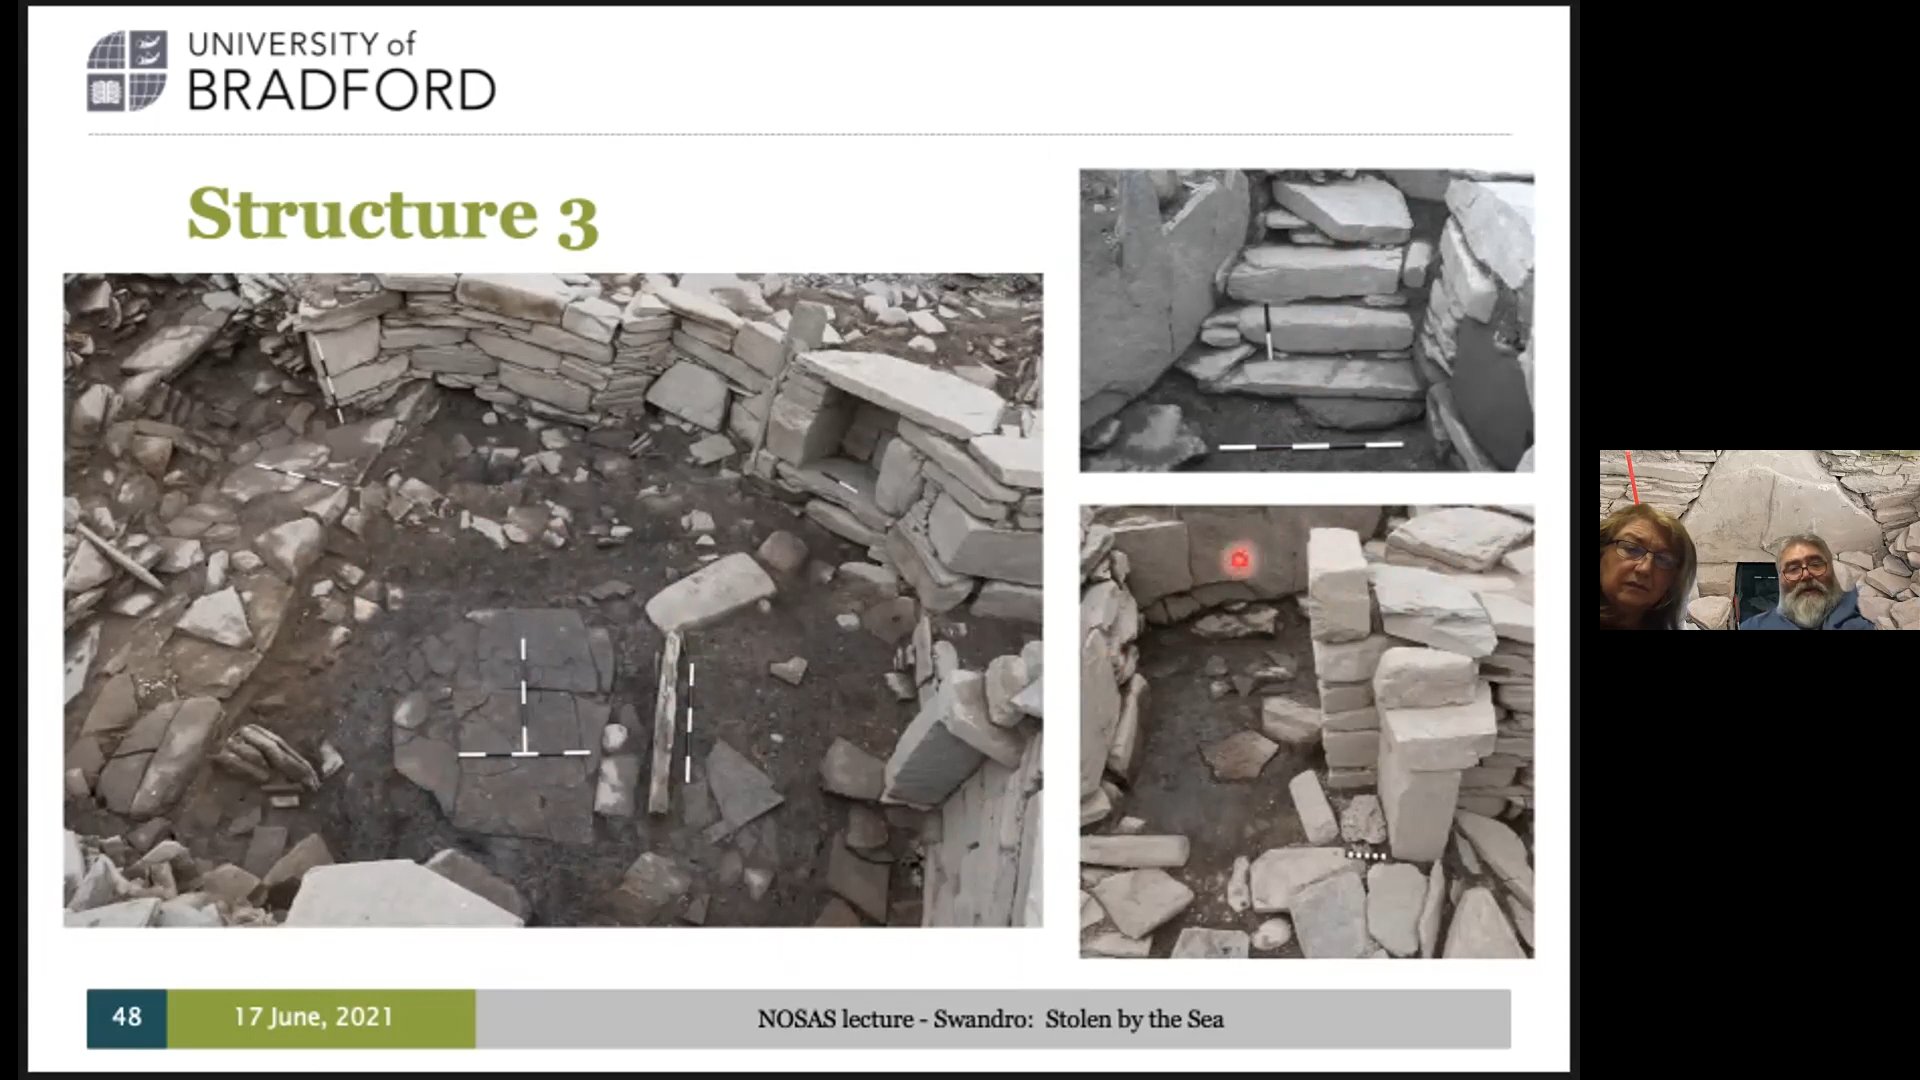 UNIVERSITY of
BRADFORD
Structure 3
48
17 June, 2021
NOSAS lecture - Swandro: Stolen by the Sea